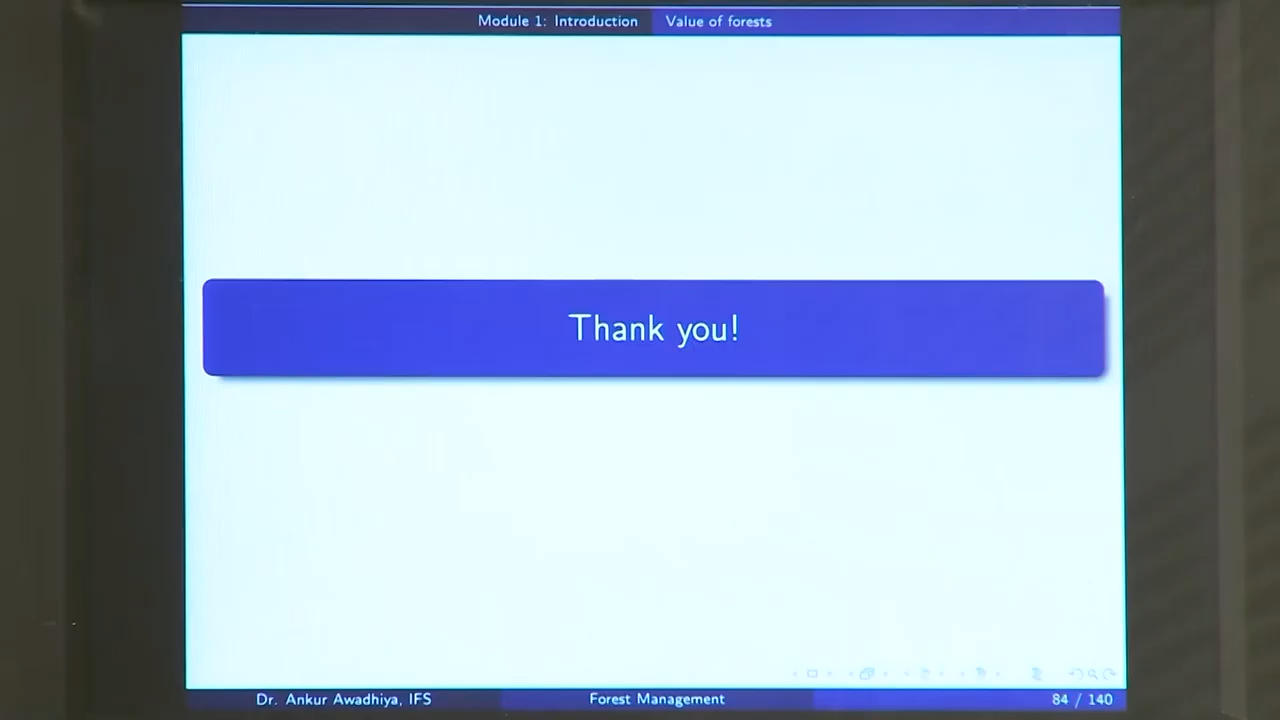 Module 1: Introduction
Value of forests
Thank you!
Dr. Ankur Awadhiya, IFS
Forest Management
84 / 140